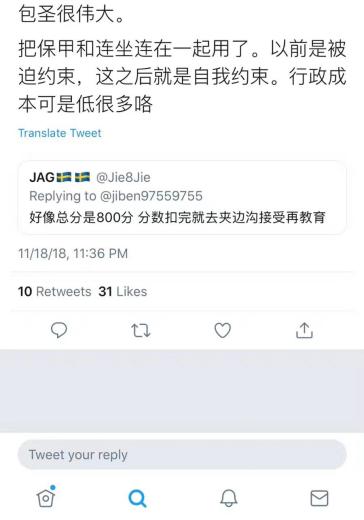 包圣很伟大。
把保甲和连坐连在一起用了。以前是被
迫约束，这之后就是自我约束。行政成
本可是低很多咯
Translate Tweet
JAG🇸🇪🇸🇪 @Jie8Jie
Replying to @jiben97559755
好像总分是800分 分数扣完就去夹边沟接受再教育
11/18/18, 11:36 PM
10 Retweets 31 Likes
Tweet your reply